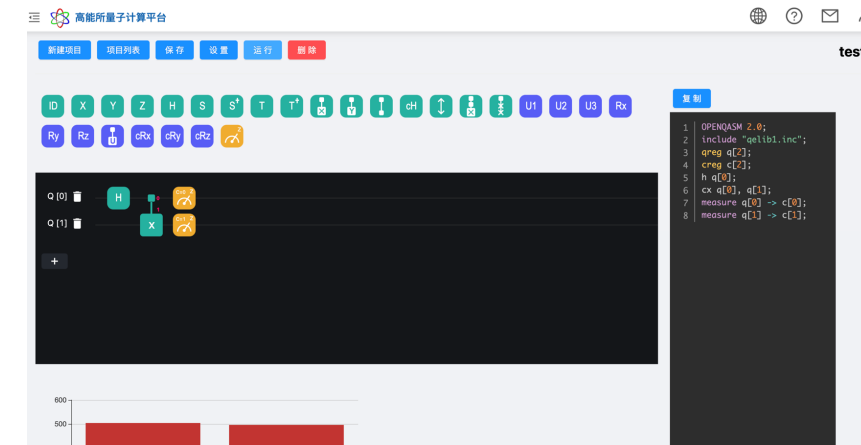 高能所量子计算平台
新建项目 项目列表 保存 设置 运行 删除
ID X Y Z H S S† T T† X Y cH X U1 U2 U3 Rx
Ry Rz U cRx cRy cRz
复制
1 OPENQASM 2.0;
2 include "qelib1.inc";
3 qreg q[2];
4 creg c[2];
5 h q[0];
6 cx q[0], q[1];
7 measure q[0] -> c[0];
8 measure q[1] -> c[1];
Q [0] H
Q [1] X
+
600
500